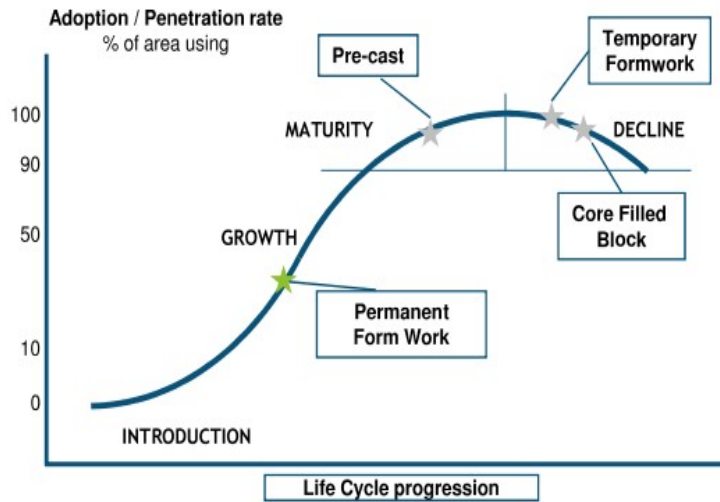 Adoption / Penetration rate
% of area using
Pre-cast
Temporary
Formwork
100
MATURITY
DECLINE
90
Core Filled
Block
50
GROWTH
Permanent
Form Work
10
0
INTRODUCTION
Life Cycle progression